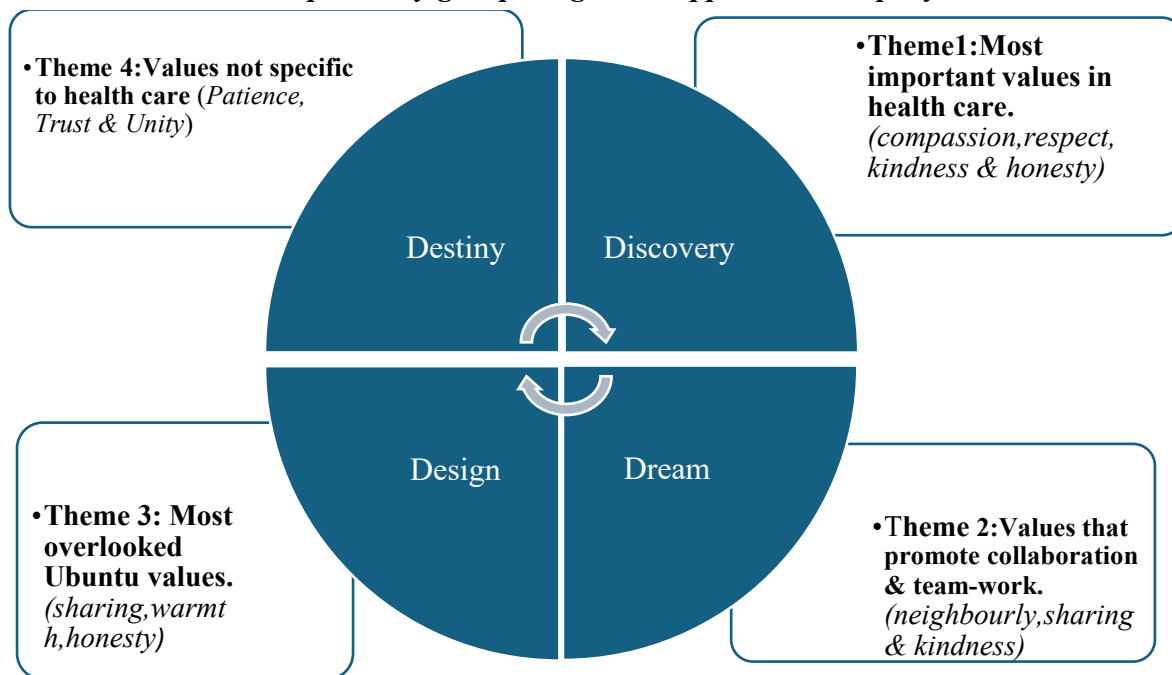 •Theme 4:Values not specific
to health care (Patience,
Trust & Unity)
•Theme1:Most
important values in
health care.
(compassion,respect,
kindness & honesty)
Destiny
Discovery
Design
Dream
•Theme 3: Most
overlooked
Ubuntu values.
(sharing,warmt
h,honesty)
•Theme 2:Values that
promote collaboration
& team-work.
(neighbourly,sharing
& kindness)